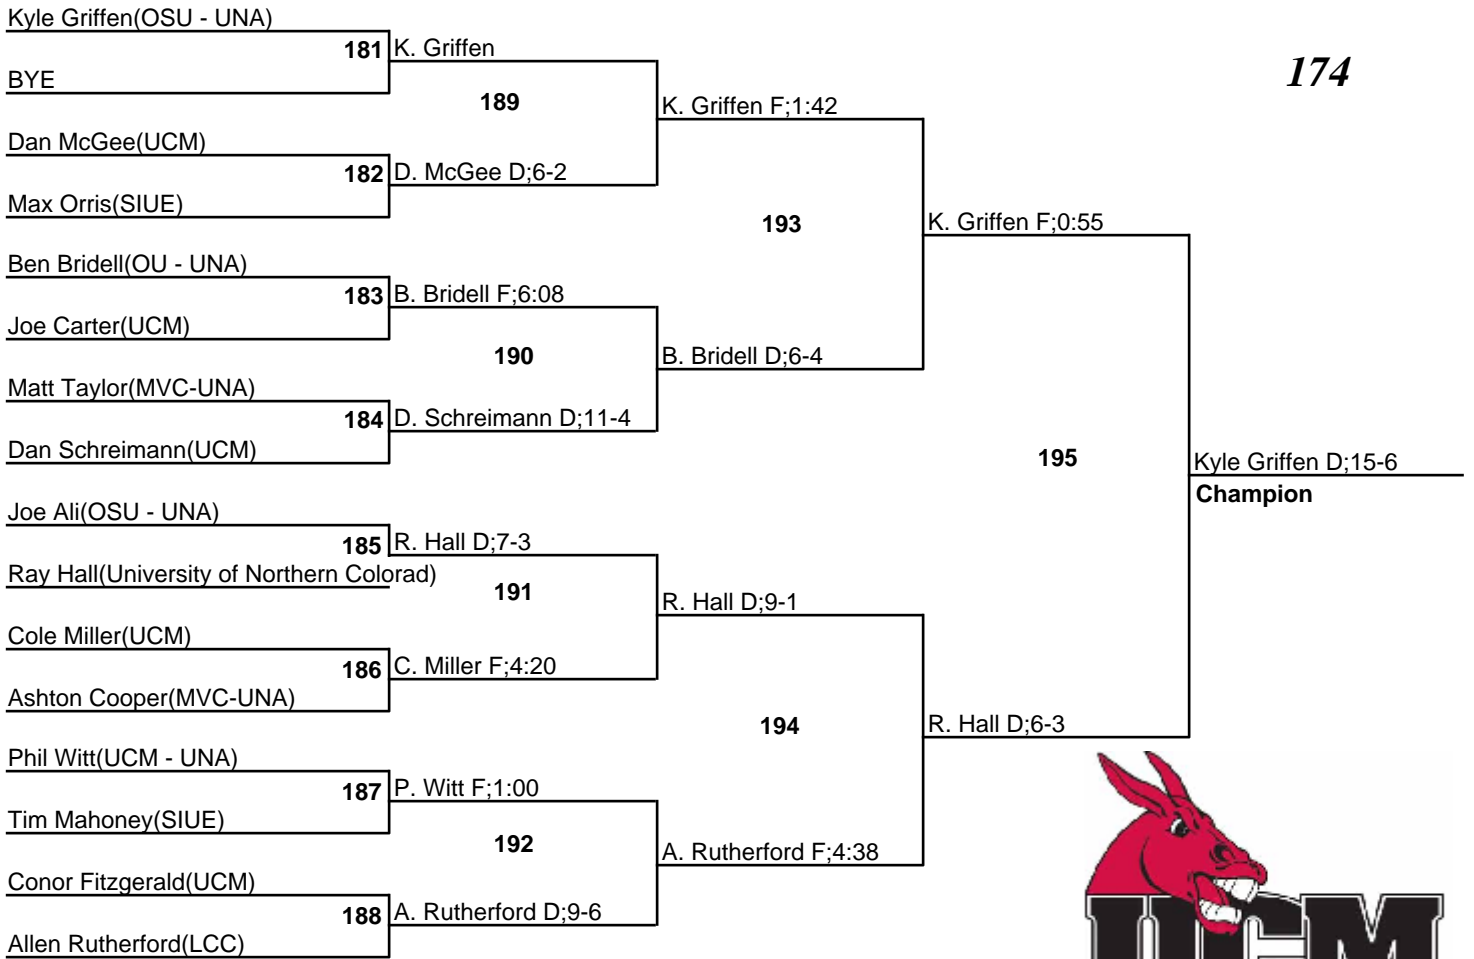 Kyle Griffen(OSU - UNA)
181 K. Griffen
BYE
174
189
K. Griffen F;1:42
Dan McGee(UCM)
182 D. McGee D;6-2
Max Orris(SIUE)
193
K. Griffen F;0:55
Ben Bridell(OU - UNA)
183 B. Bridell F;6:08
Joe Carter(UCM)
190
B. Bridell D;6-4
Matt Taylor(MVC-UNA)
184 D. Schreimann D;11-4
Dan Schreimann(UCM)
195
Kyle Griffen D;15-6
Champion
Joe Ali(OSU - UNA)
185 R. Hall D;7-3
Ray Hall(University of Northern Colorad)
191
R. Hall D;9-1
Cole Miller(UCM)
186 C. Miller F;4:20
Ashton Cooper(MVC-UNA)
194
R. Hall D;6-3
Phil Witt(UCM - UNA)
187 P. Witt F;1:00
Tim Mahoney(SIUE)
192
A. Rutherford F;4:38
Conor Fitzgerald(UCM)
188 A. Rutherford D;9-6
Allen Rutherford(LCC)
UCM